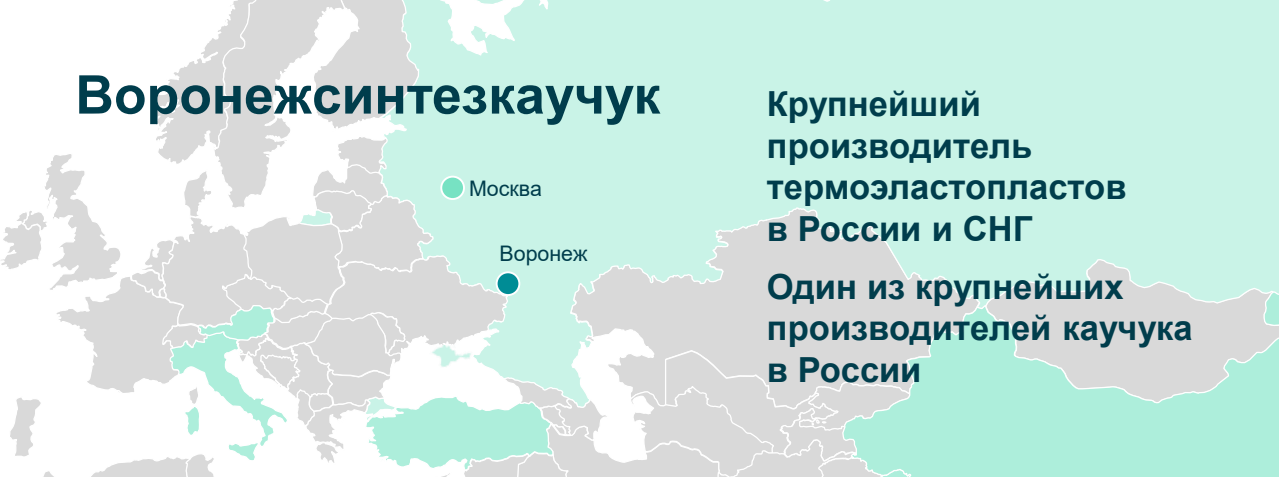 Воронежсинтезкаучук
Москва
Воронеж
Крупнейший
производитель
термоэластопластов
в России и СНГ
Один из крупнейших
производителей каучука
в России